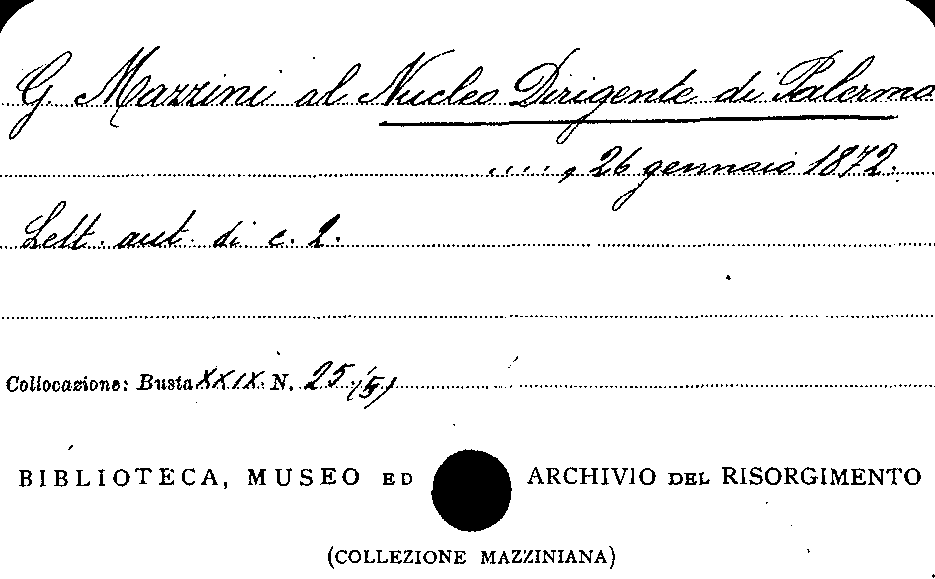 G. Mazzini al Nucleo Dirigente di Palermo
...., 26 gennaio 1872.
Lett. aut. di c. 2.
Collocazione: Busta XXIX. N. 25 (5)
BIBLIOTECA, MUSEO ED ARCHIVIO DEL RISORGIMENTO
(COLLEZIONE MAZZINIANA)